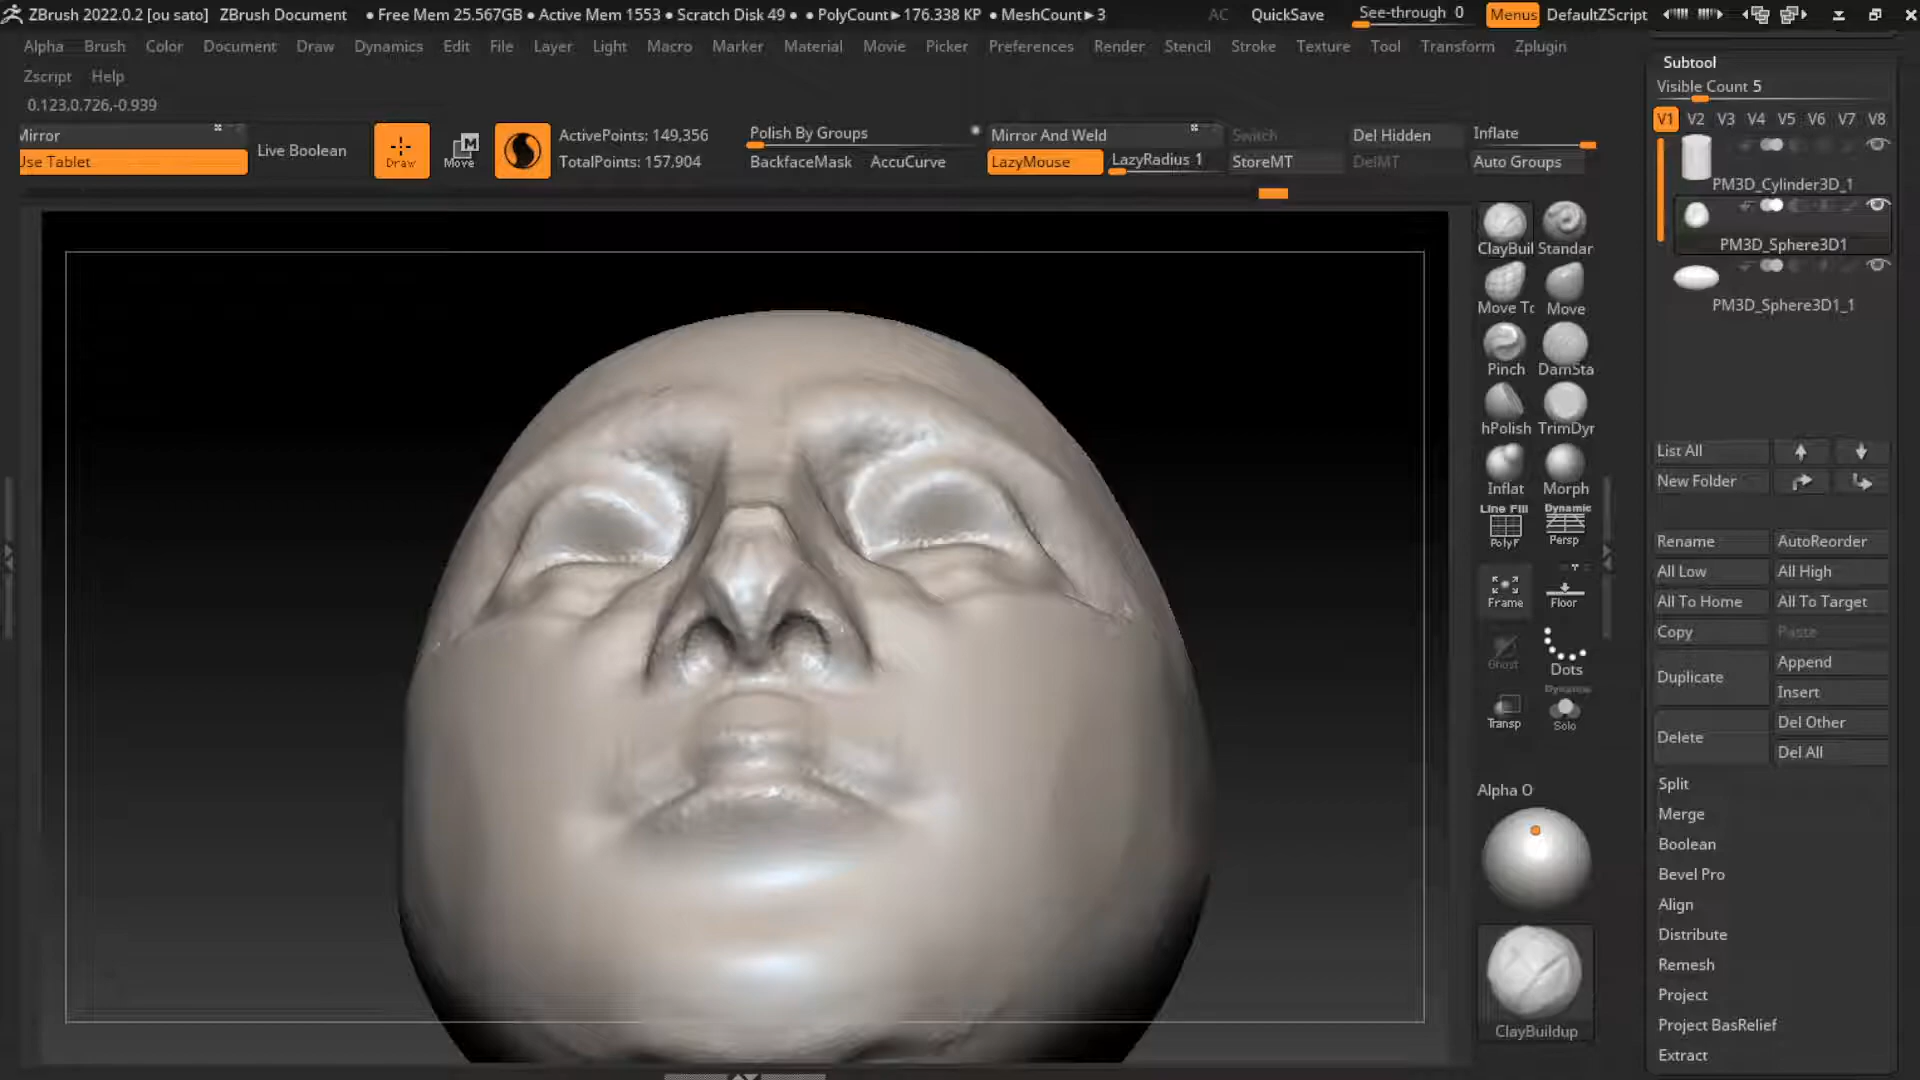 ZBrush 2022.0.2 [ou sato] ZBrush Document • Free Mem 25.567GB • Active Mem 1553 • Scratch Disk 49 • • PolyCount► 176.338 KP • MeshCount► 3 AC QuickSave See-through 0 Menus DefaultZScript
Alpha Brush Color Document Draw Dynamics Edit File Layer Light Macro Marker Material Movie Picker Preferences Render Stencil Stroke Texture Tool Transform Zplugin
Zscript Help
0.123,0.726,-0.939
Mirror
Use Tablet
Live Boolean
Draw
Move
ActivePoints: 149,356
TotalPoints: 157,904
Polish By Groups
BackfaceMask AccuCurve
Mirror And Weld
LazyMouse LazyRadius 1
Switch
StoreMT
Del Hidden
DelMT
Inflate
Auto Groups
ClayBuil Standar
Move To Move
Pinch DamSta
hPolish TrimDyr
Inflat Morph
Line Fill Dynamic
PolyF Persp
Frame Floor
Ghost Dots
Dynamic
Transp Solo
Alpha O
ClayBuildup
Subtool
Visible Count 5
V1 V2 V3 V4 V5 V6 V7 V8
PM3D_Cylinder3D_1
PM3D_Sphere3D1
PM3D_Sphere3D1_1
List All
New Folder
Rename AutoReorder
All Low All High
All To Home All To Target
Copy Paste
Duplicate Append
Insert
Delete Del Other
Del All
Split
Merge
Boolean
Bevel Pro
Align
Distribute
Remesh
Project
Project BasRelief
Extract